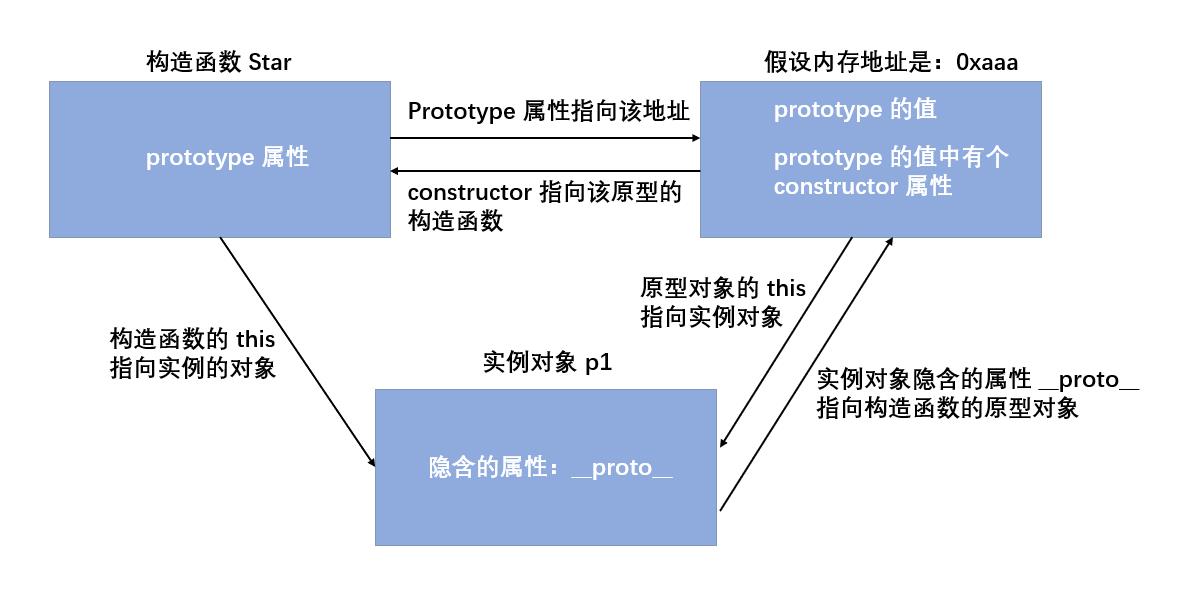 构造函数 Star
假设内存地址是：0xaaa
prototype 属性
Prototype 属性指向该地址
constructor 指向该原型的
构造函数
prototype 的值
prototype 的值中有个
constructor 属性
构造函数的 this
指向实例的对象
原型对象的 this
指向实例对象
实例对象隐含的属性 __proto__
指向构造函数的原型对象
实例对象 p1
隐含的属性：__proto__